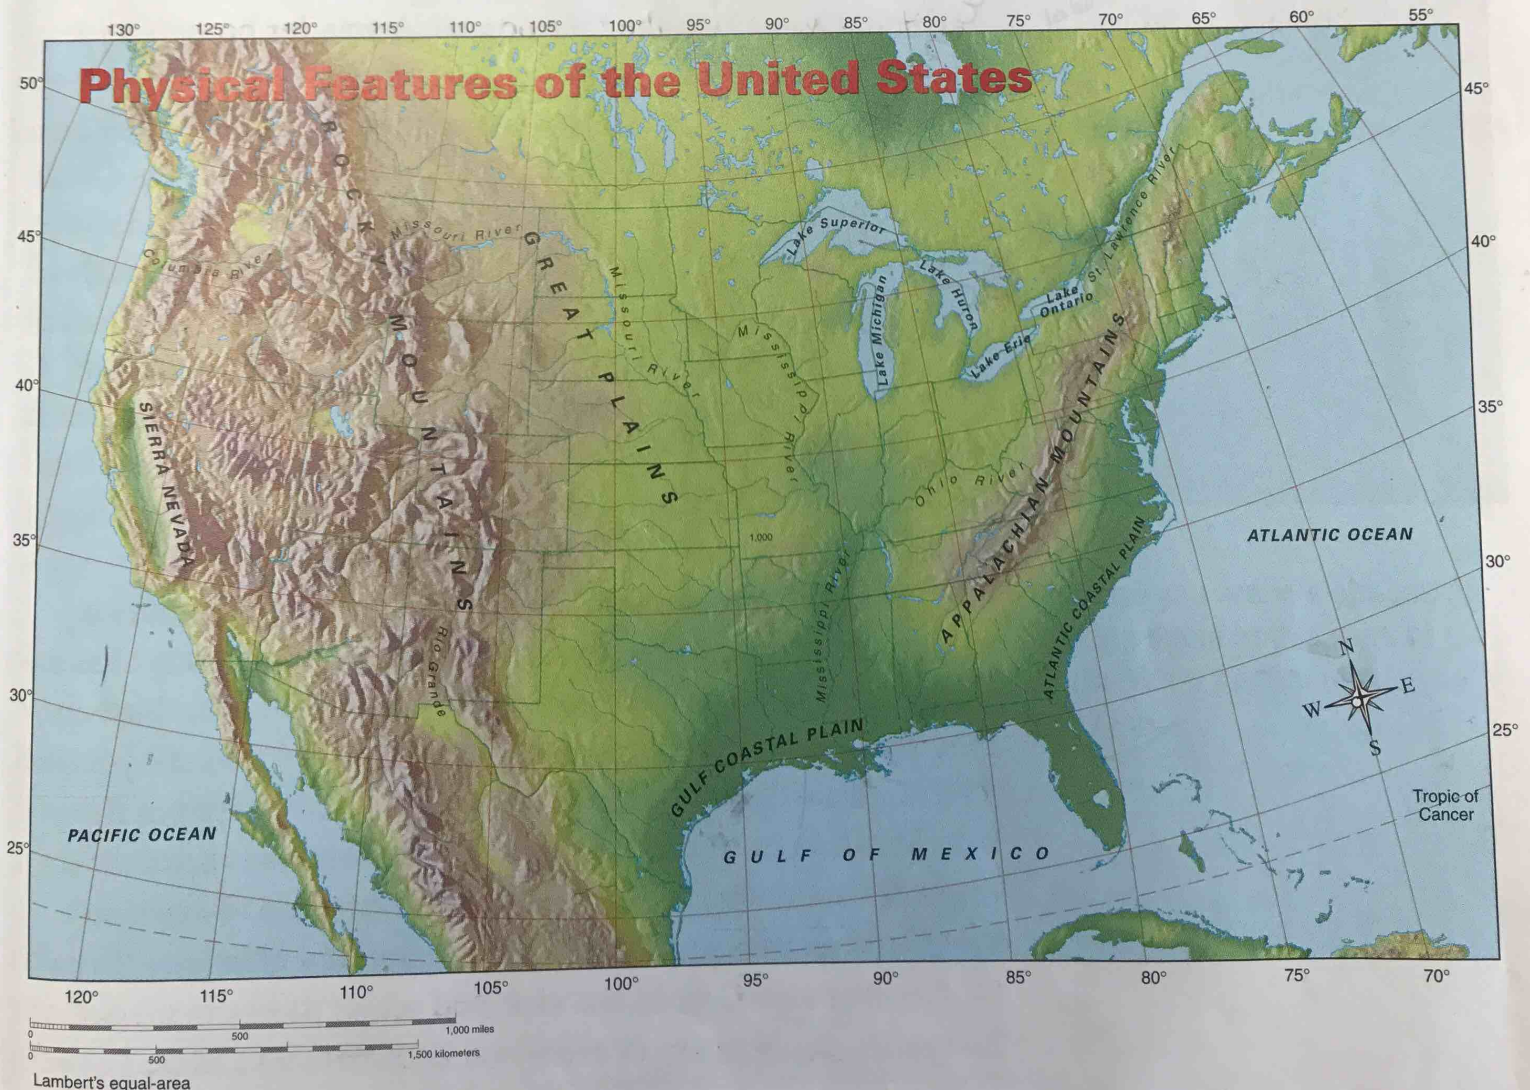 130° 125° 120° 115° 110° 105° 100° 95° 90° 85° 80° 75° 70° 65° 60° 55°
Physical Features of the United States
50°
45°
40°
35°
30°
25°
45°
40°
35°
30°
25°
ROCKY MOUNTAINS
Missouri River
Columbia River
GREAT PLAINS
Missouri River
Mississippi River
Lake Superior
Lake Michigan
Lake Huron
Lake
Ontario
Lake Erie
St. Lawrence River
SIERRA NEVADA
Ohio River
APPALACHIAN MOUNTAINS
1,000
Mississippi River
ATLANTIC COASTAL PLAIN
ATLANTIC OCEAN
Rio Grande
GULF COASTAL PLAIN
N
W
E
S
PACIFIC OCEAN
GULF OF MEXICO
Tropic of
Cancer
120° 115° 110° 105° 100° 95° 90° 85° 80° 75° 70°
0 500 1,000 miles
0 500 1,500 kilometers
Lambert's equal-area